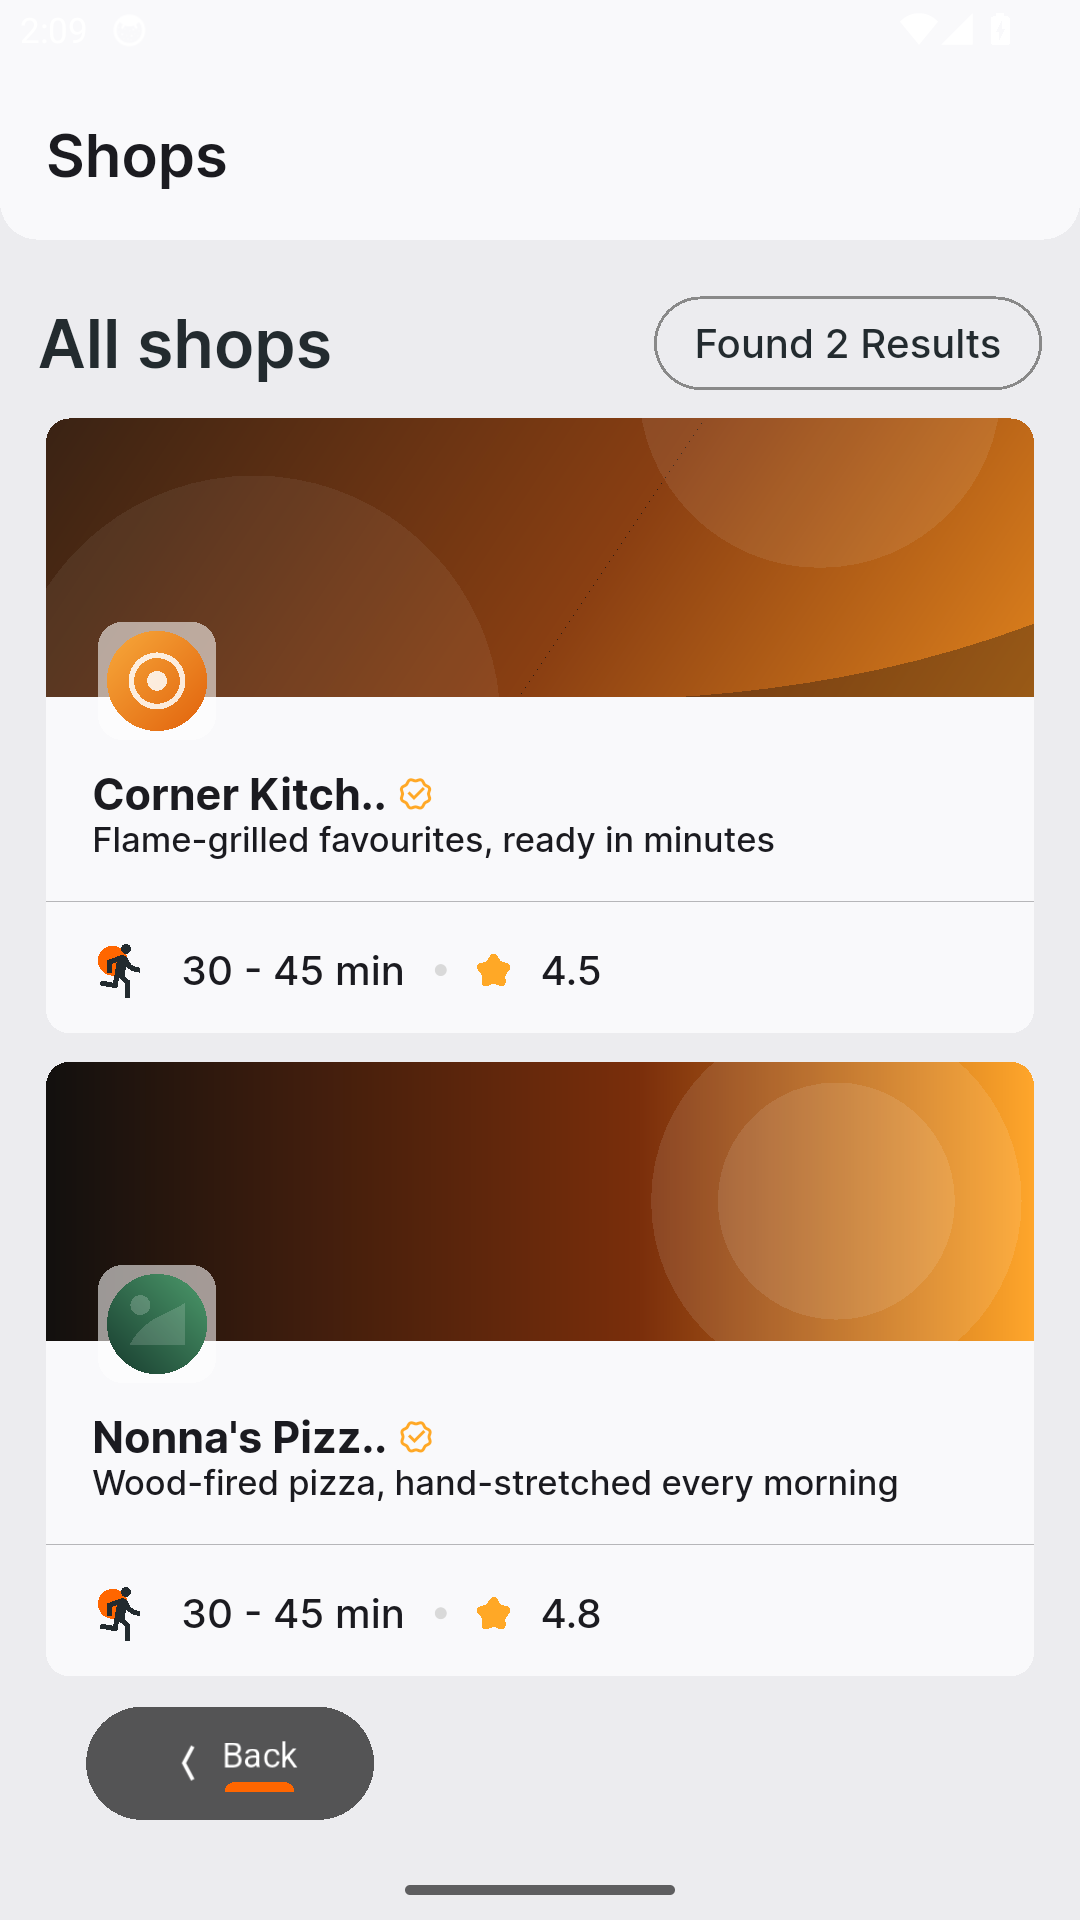 2:09
Shops
All shops
Found 2 Results
Corner Kitch..
Flame-grilled favourites, ready in minutes
30 - 45 min
4.5
Nonna's Pizz..
Wood-fired pizza, hand-stretched every morning
30 - 45 min
4.8
Back